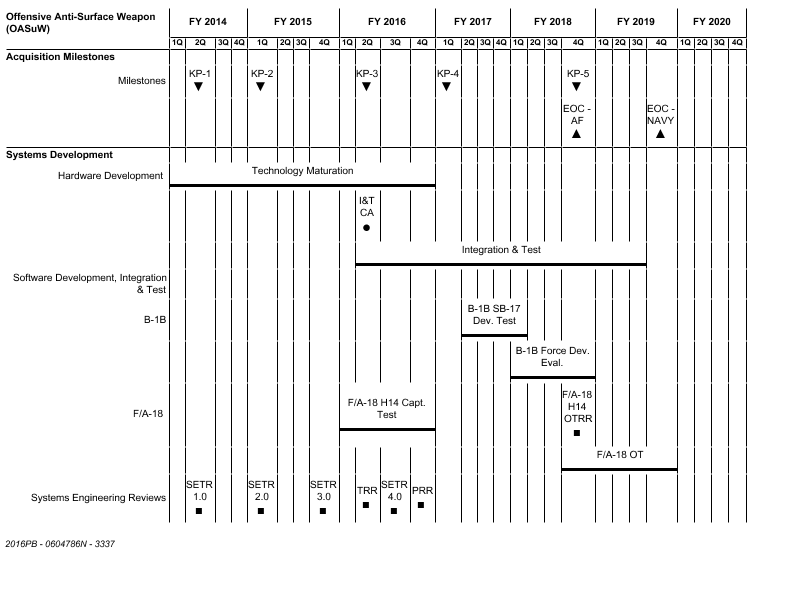 Offensive Anti-Surface Weapon
(OASuW)
FY 2014 FY 2015 FY 2016 FY 2017 FY 2018 FY 2019 FY 2020
1Q 2Q 3Q 4Q 1Q 2Q 3Q 4Q 1Q 2Q 3Q 4Q 1Q 2Q 3Q 4Q 1Q 2Q 3Q 4Q 1Q 2Q 3Q 4Q 1Q 2Q 3Q 4Q
Acquisition Milestones
Milestones
KP-1 KP-2 KP-3 KP-4 KP-5
EOC -
AF
EOC -
NAVY
Systems Development
Hardware Development
Technology Maturation
I&T
CA
Integration & Test
Software Development, Integration
& Test
B-1B
B-1B SB-17
Dev. Test
B-1B Force Dev.
Eval.
F/A-18
F/A-18 H14 Capt.
Test
F/A-18
H14
OTRR
F/A-18 OT
Systems Engineering Reviews
SETR
1.0
SETR
2.0
SETR
3.0
TRR
SETR
4.0
PRR
2016PB - 0604786N - 3337